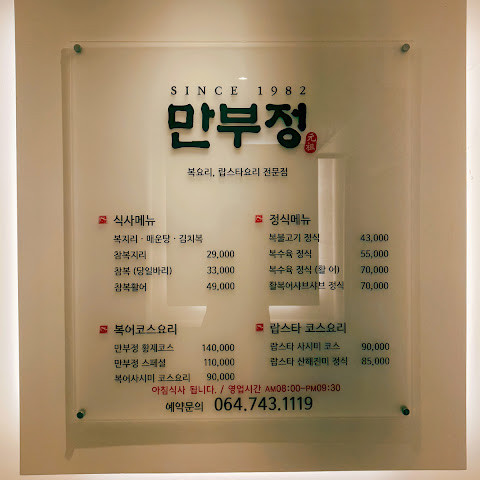 SINCE 1982
만부정 元祖
복요리, 랍스타요리 전문점
식사메뉴
복지리 · 매운탕 · 김치복
참복지리 29,000
참복 (당일바리) 33,000
참복활어 49,000
정식메뉴
복불고기 정식 43,000
복수육 정식 55,000
복수육 정식 (활 어) 70,000
활복어샤브샤브 정식 70,000
복어코스요리
만부정 황제코스 140,000
만부정 스페셜 110,000
복어사시미 코스요리 90,000
랍스타 코스요리
랍스타 사시미 코스 90,000
랍스타 산해진미 정식 85,000
아침식사 됩니다. / 영업시간 AM08:00~PM09:30
예약문의 064.743.1119